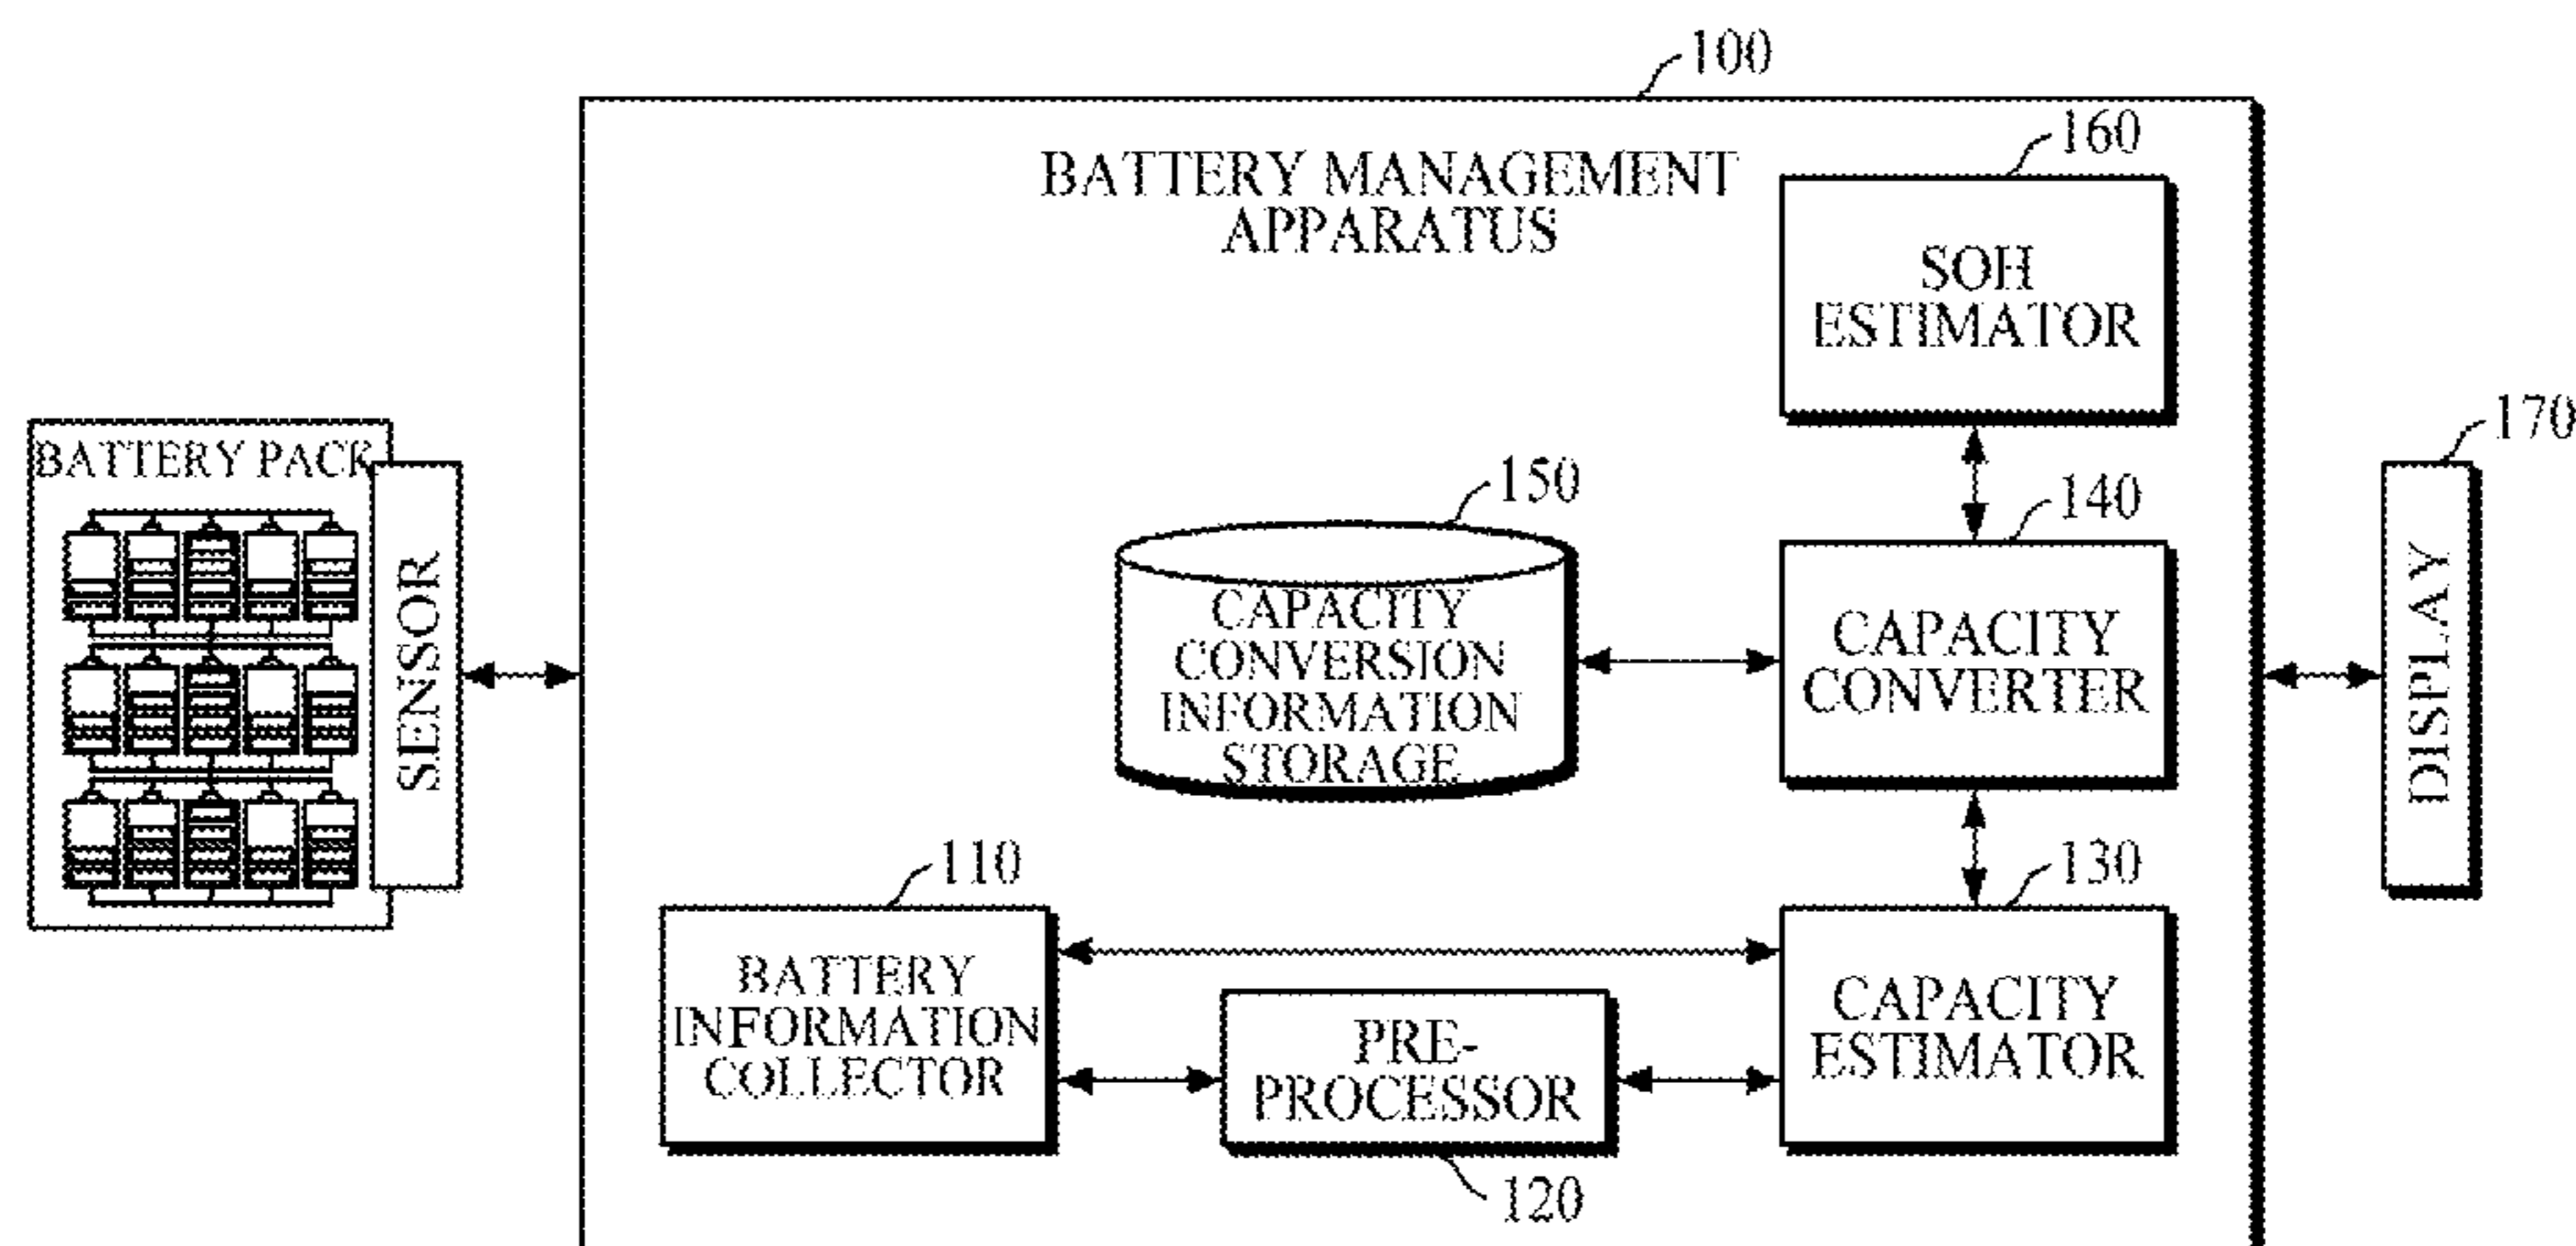 100
BATTERY MANAGEMENT
APPARATUS
160
SOH
ESTIMATOR
BATTERY PACK
SENSOR
150
CAPACITY
CONVERSION
INFORMATION
STORAGE
140
CAPACITY
CONVERTER
170
DISPLAY
110
BATTERY
INFORMATION
COLLECTOR
PRE-
PROCESSOR
120
130
CAPACITY
ESTIMATOR